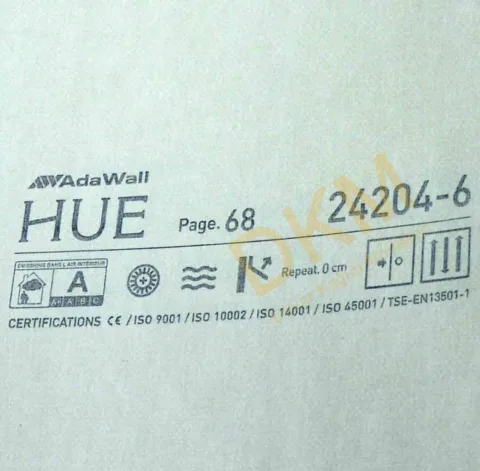 AdaWall
HUE Page. 68 24204-6
ÉMISSIONS DANS L'AIR INTÉRIEUR
A
Repeat. 0 cm
CERTIFICATIONS CE / ISO 9001 / ISO 10002 / ISO 14001 / ISO 45001 / TSE-EN13501-1
DKM